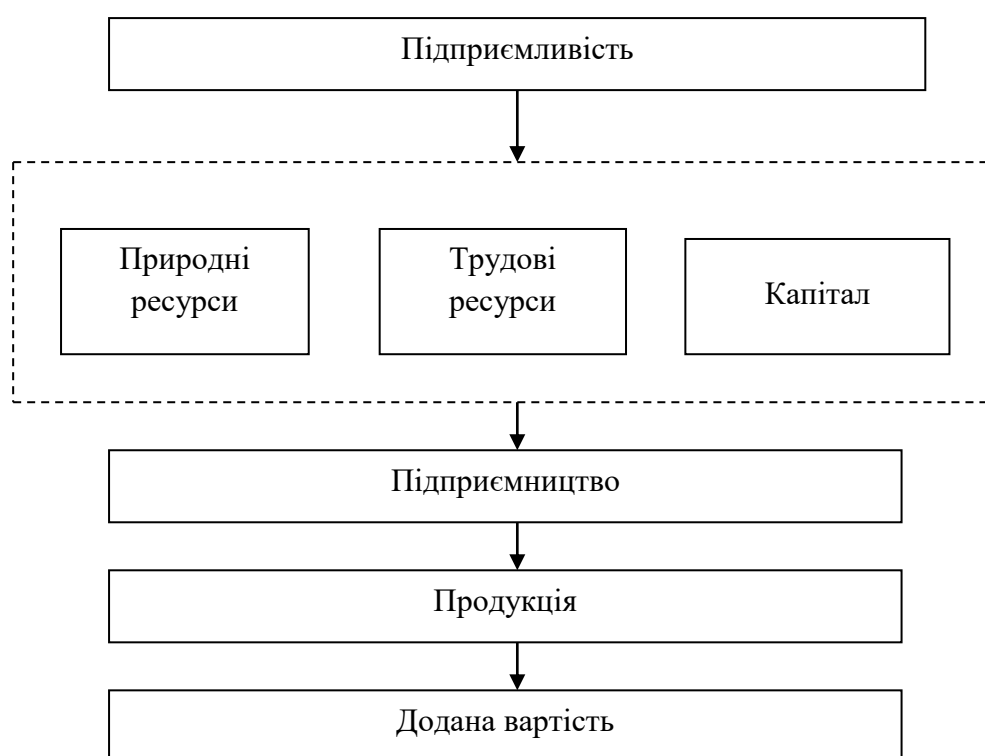 Підприємливість
Природні
ресурси
Трудові
ресурси
Капітал
Підприємництво
Продукція
Додана вартість